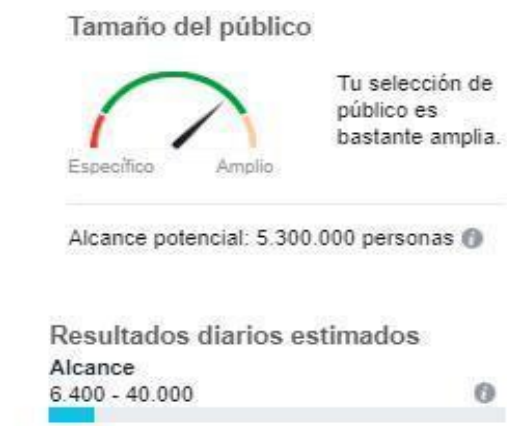 Tamaño del público
Tu selección de
público es
bastante amplia.
Específico
Amplio
Alcance potencial: 5.300.000 personas
Resultados diarios estimados
Alcance
6.400 - 40.000